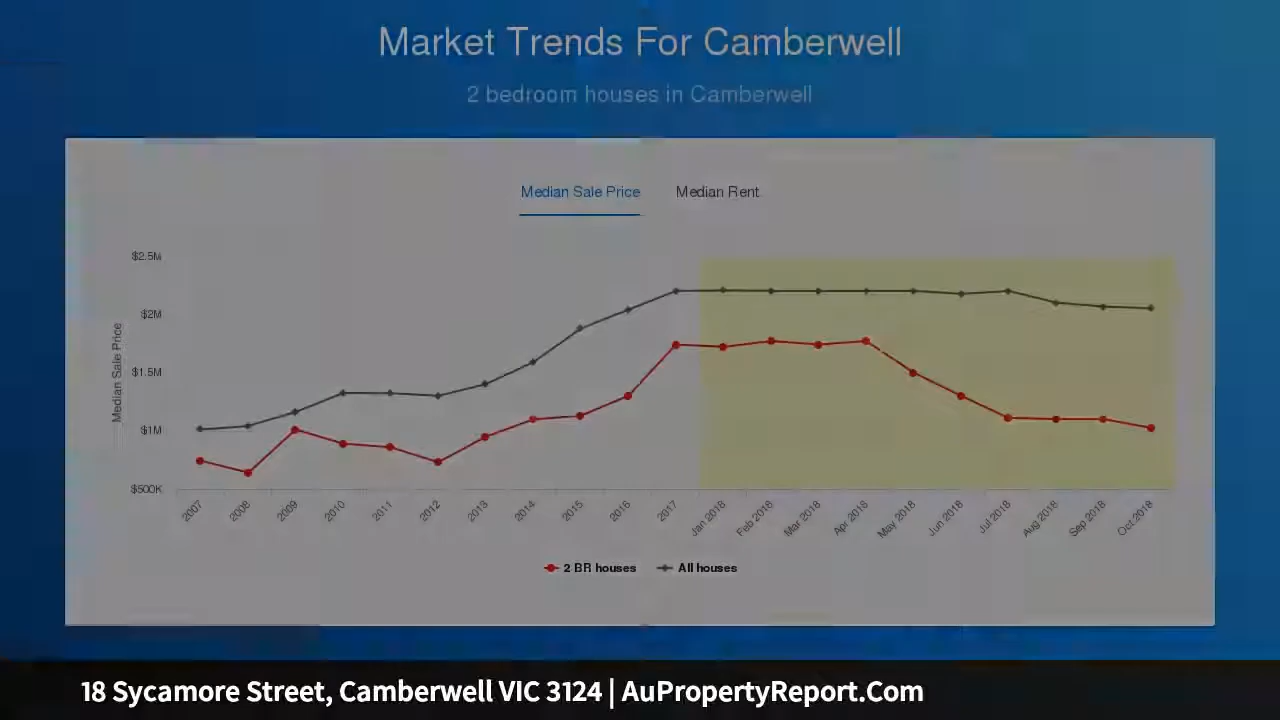 Market Trends For Camberwell
2 bedroom houses in Camberwell
Median Sale Price Median Rent
$2.5M
$2M
$1.5M
$1M
$500K
Median Sale Price
2007 2008 2009 2010 2011 2012 2013 2014 2015 2016 2017 Jan 2018 Feb 2018 Mar 2018 Apr 2018 May 2018 Jun 2018 Jul 2018 Aug 2018 Sep 2018 Oct 2018
2 BR houses All houses
18 Sycamore Street, Camberwell VIC 3124 | AuPropertyReport.Com